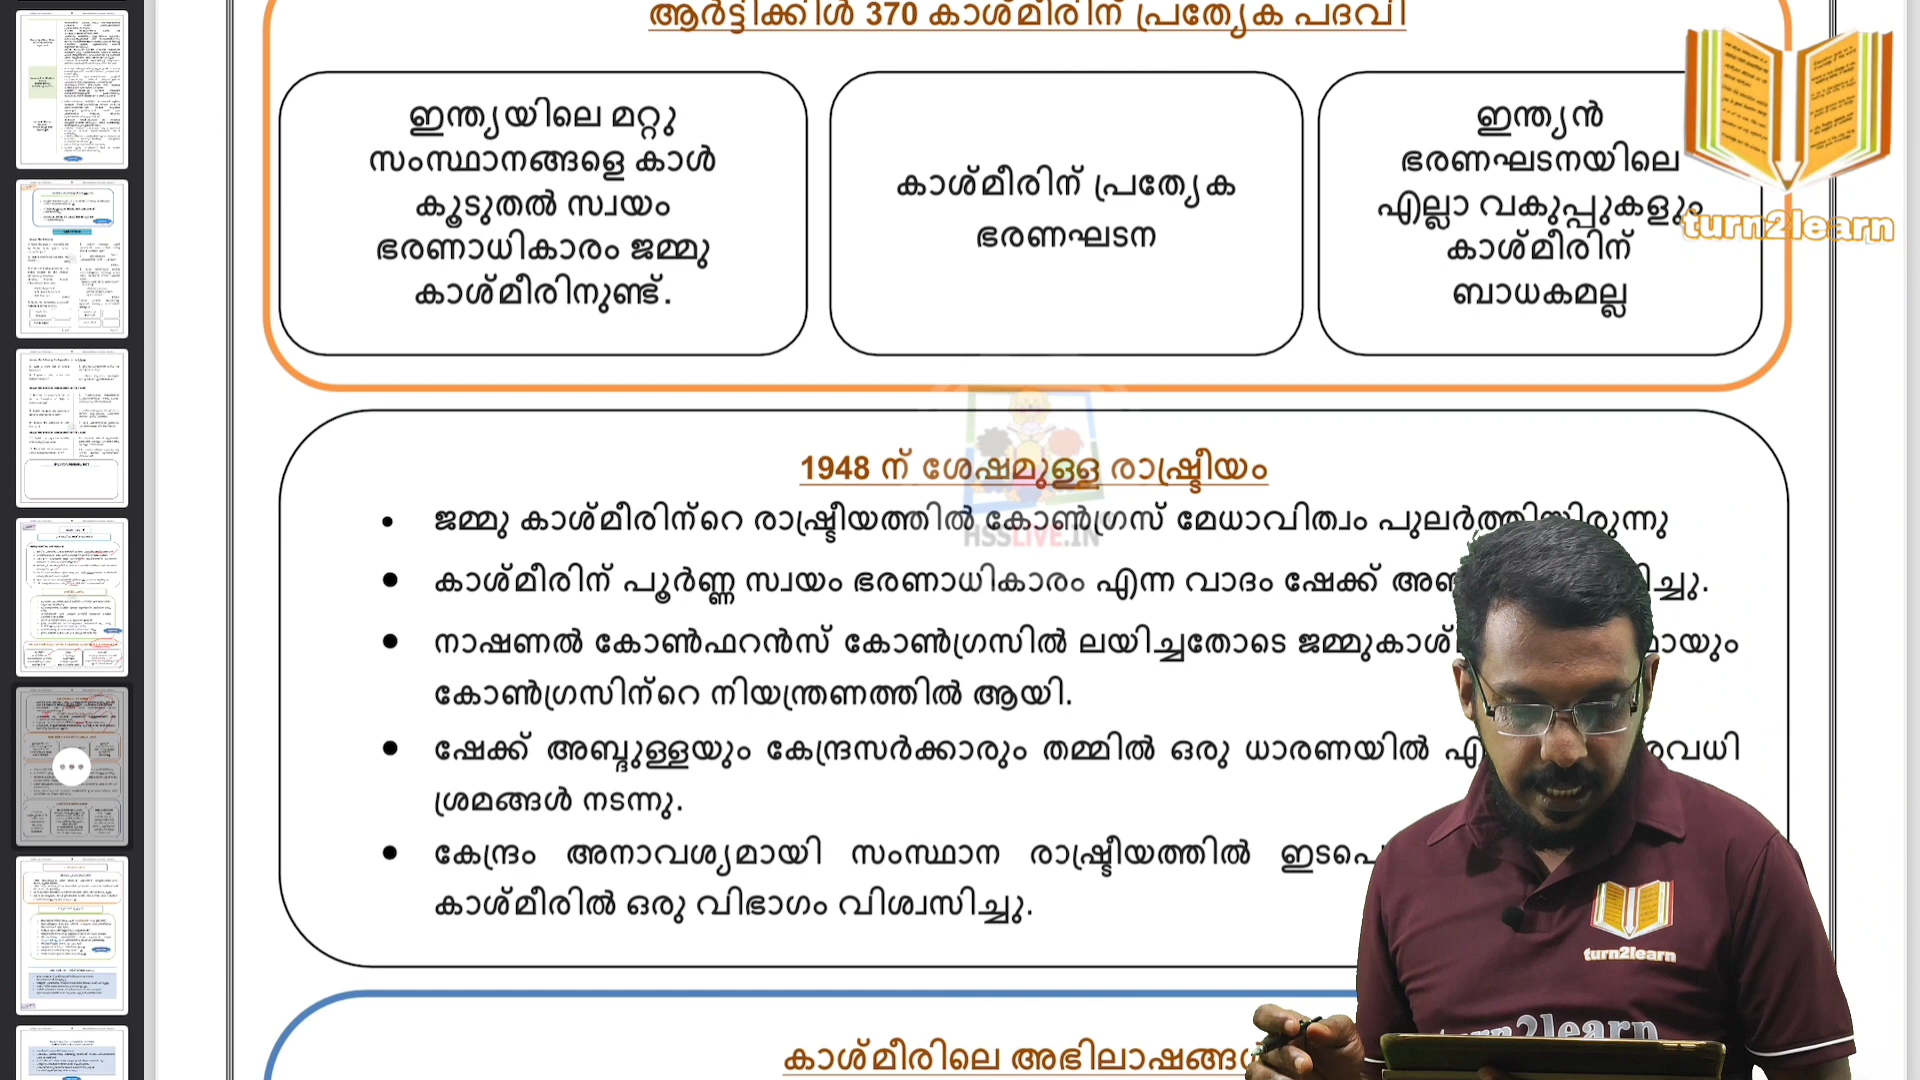 ആർട്ടിക്കിൾ 370 കാശ്മീരിന് പ്രത്യേക പദവി
ഇന്ത്യയിലെ മറ്റു
സംസ്ഥാനങ്ങളെ കാൾ
കൂടുതൽ സ്വയം
ഭരണാധികാരം ജമ്മു
കാശ്മീരിനുണ്ട്.
കാശ്മീരിന് പ്രത്യേക
ഭരണഘടന
ഇന്ത്യൻ
ഭരണഘടനയിലെ
എല്ലാ വകുപ്പുകളും
കാശ്മീരിന്
ബാധകമല്ല
turn2learn
1948 ന് ശേഷമുള്ള രാഷ്ട്രീയം
• ജമ്മു കാശ്മീരിന്റെ രാഷ്ട്രീയത്തിൽ കോൺഗ്രസ് മേധാവിത്വം പുലർത്തിയിരുന്നു
HSSLIVE.IN
• കാശ്മീരിന് പൂർണ്ണ സ്വയം ഭരണാധികാരം എന്ന വാദം ഷേക്ക്
• നാഷണൽ കോൺഫറൻസ് കോൺഗ്രസിൽ ലയിച്ചതോടെ
കോൺഗ്രസിന്റെ നിയന്ത്രണത്തിൽ ആയി.
• ഷേക്ക് അബ്ദുള്ളയും കേന്ദ്രസർക്കാരും തമ്മിൽ ഒരു ധാരണയിൽ
ശ്രമങ്ങൾ നടന്നു.
• കേന്ദ്രം അനാവശ്യമായി സംസ്ഥാന രാഷ്ട്രീയത്തിൽ
കാശ്മീരിൽ ഒരു വിഭാഗം വിശ്വസിച്ചു.
turn2learn
turn2learn
കാശ്മീരിലെ